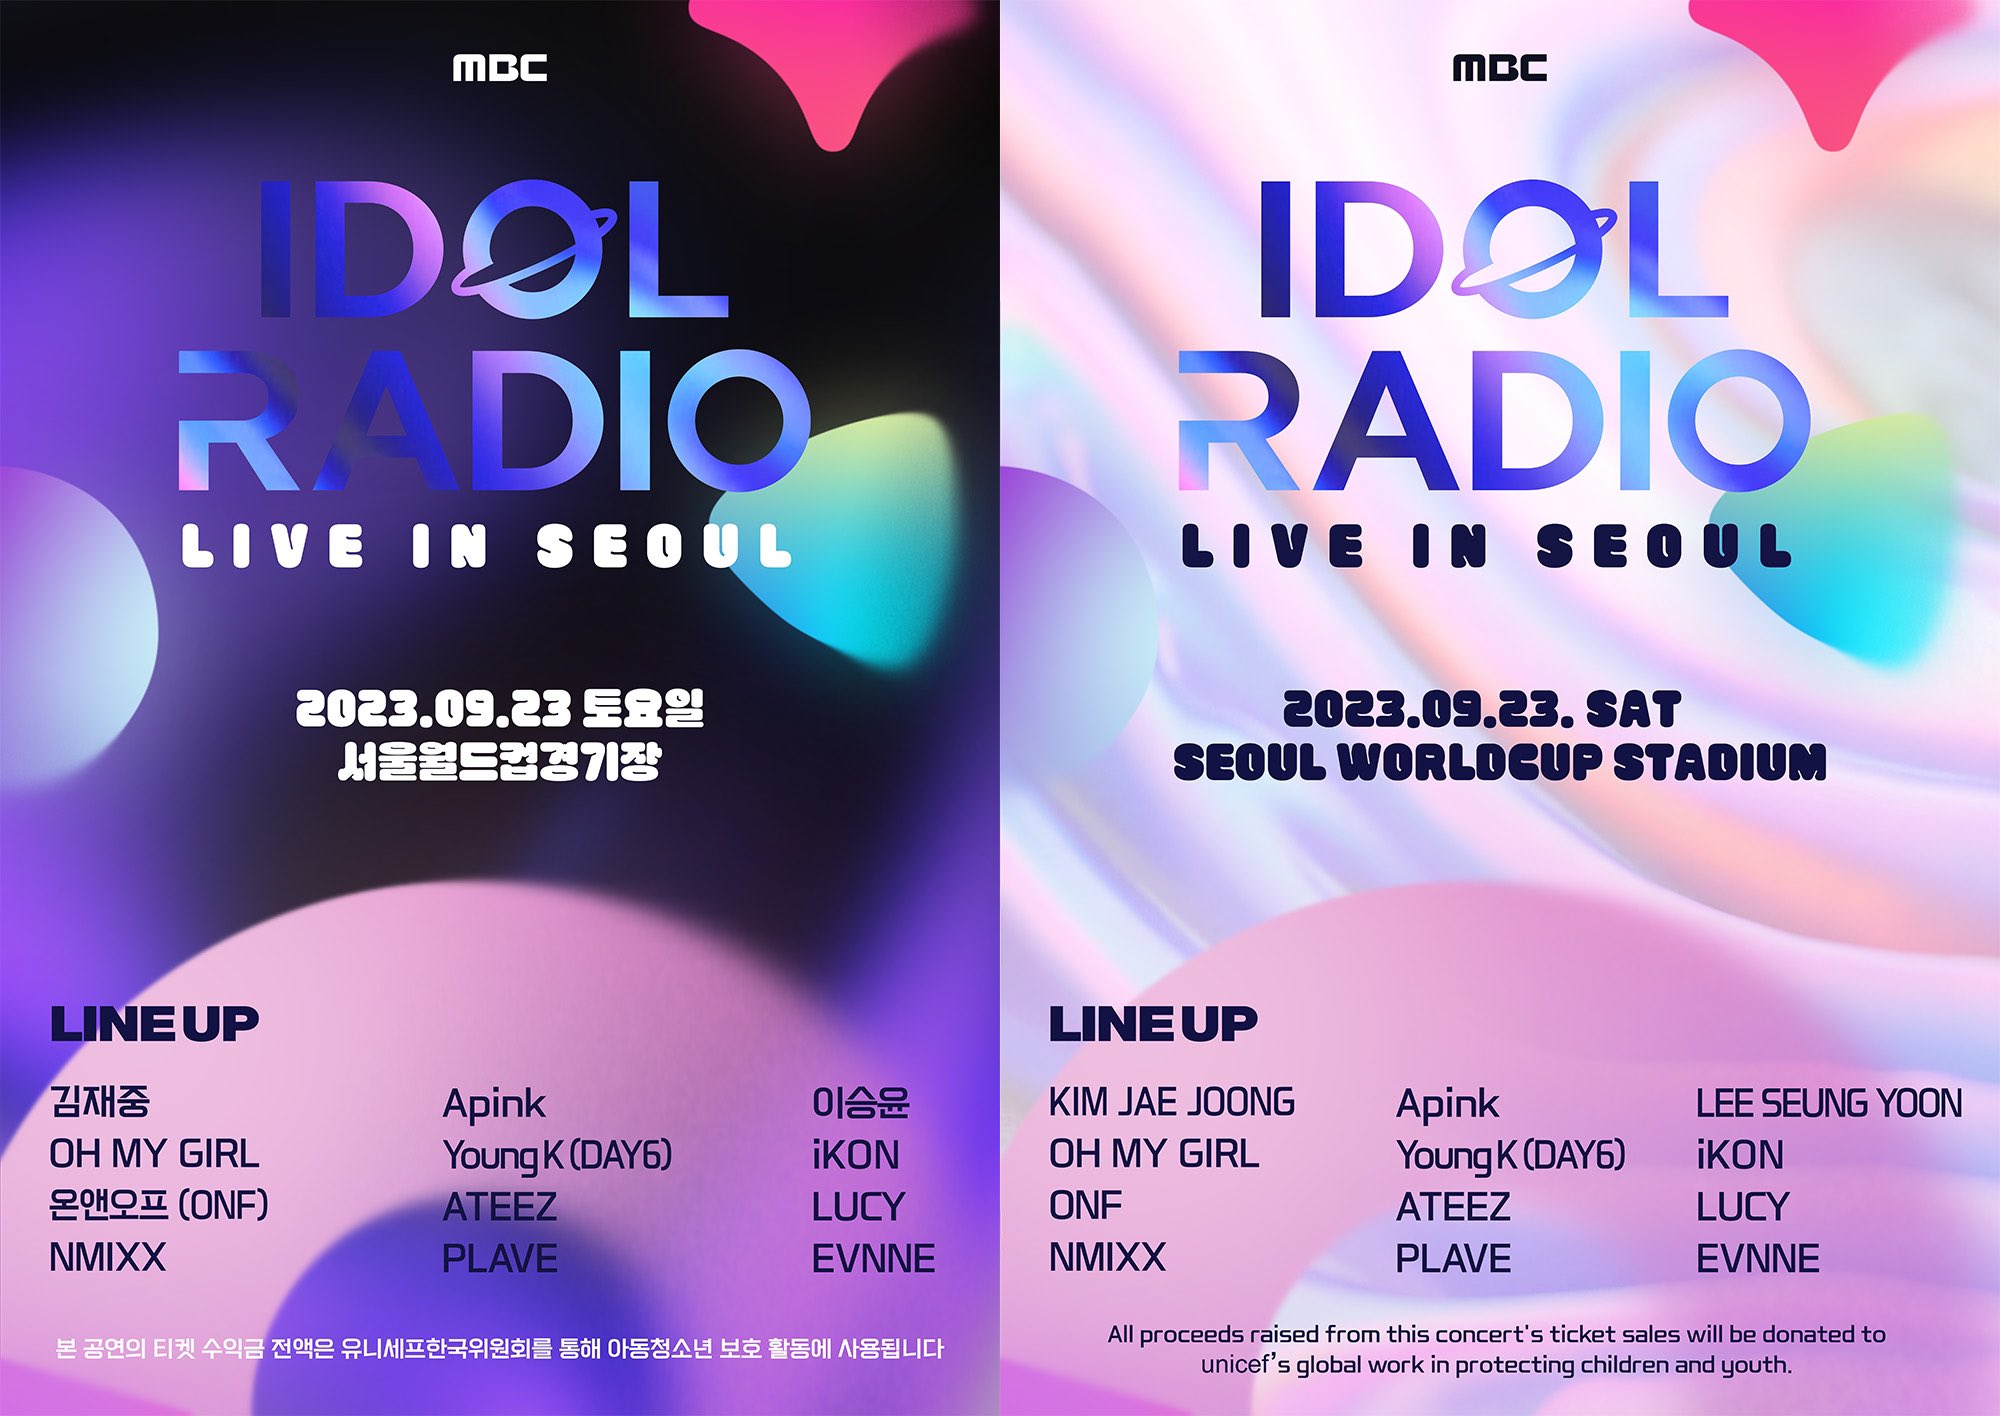 MBC
IDOL
RADIO
LIVE IN SEOUL
2023.09.23 토요일
서울월드컵경기장
LINE UP
김재중 Apink 이승윤
OH MY GIRL Young K (DAY6) iKON
온앤오프 (ONF) ATEEZ LUCY
NMIXX PLAVE EVNNE
본 공연의 티켓 수익금 전액은 유니세프한국위원회를 통해 아동청소년 보호 활동에 사용됩니다
MBC
IDOL
RADIO
LIVE IN SEOUL
2023.09.23. SAT
SEOUL WORLDCUP STADIUM
LINE UP
KIM JAE JOONG Apink LEE SEUNG YOON
OH MY GIRL Young K (DAY6) iKON
ONF ATEEZ LUCY
NMIXX PLAVE EVNNE
All proceeds raised from this concert's ticket sales will be donated to
unicef's global work in protecting children and youth.